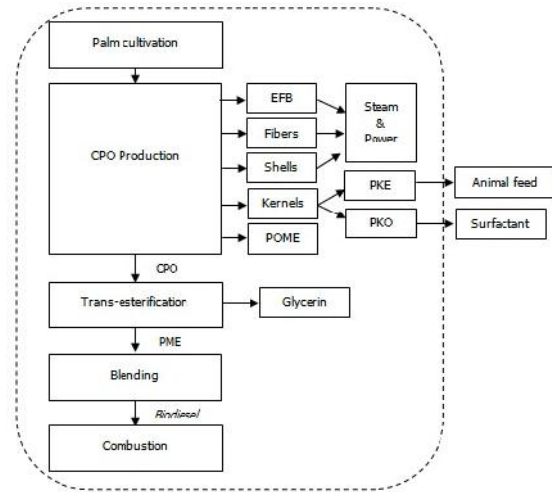 Palm cultivation
CPO Production
EFB
Fibers
Shells
Kernels
POME
Steam
&
Power
PKE
PKO
Animal feed
Surfactant
CPO
Trans-esterification
Glycerin
PME
Blending
Biodiesel
Combustion